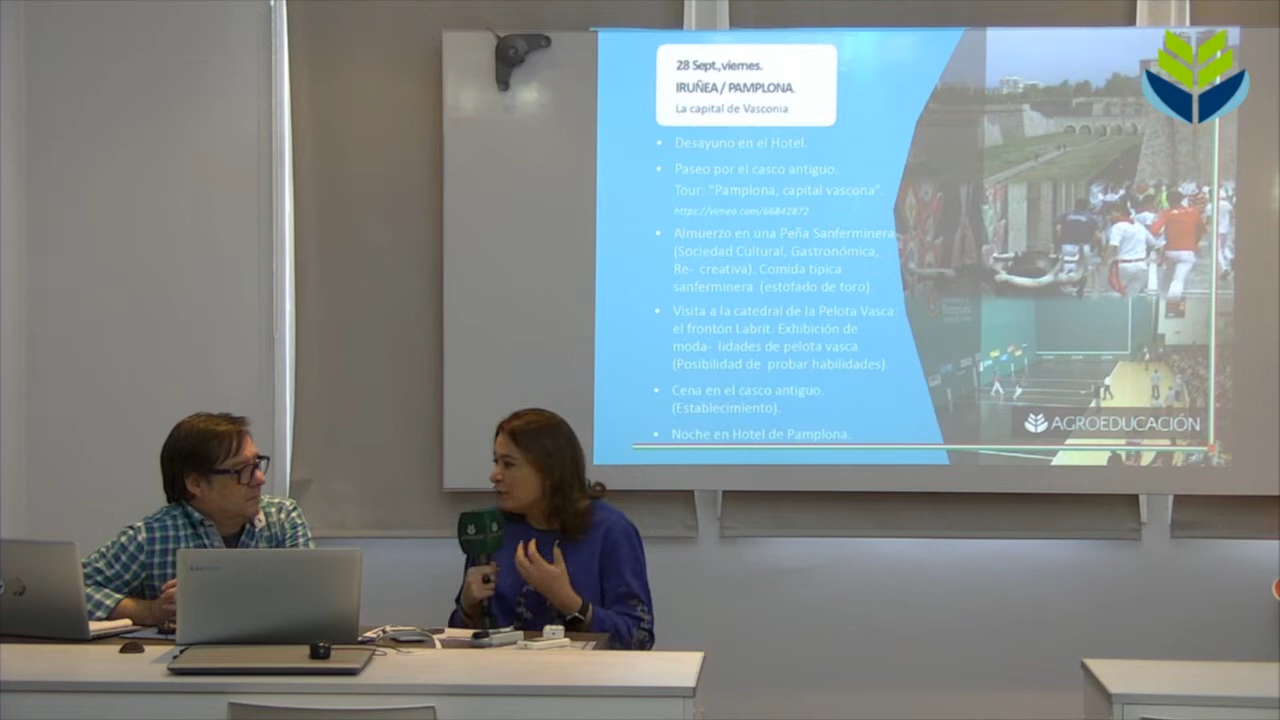 28 Sept.,viernes.
IRUÑEA / PAMPLONA.
La capital de Vasconia
• Desayuno en el Hotel.
• Paseo por el casco antiguo.
Tour: "Pamplona, capital vascona".
https://vimeo.com/66842872
• Almuerzo en una Peña Sanferminera
(Sociedad Cultural, Gastronómica,
Re- creativa). Comida típica
sanferminera (estofado de toro).
• Visita a la catedral de la Pelota Vasca:
el frontón Labrit. Exhibición de
moda- lidades de pelota vasca.
(Posibilidad de probar habilidades).
• Cena en el casco antiguo.
(Establecimiento).
• Noche en Hotel de Pamplona.
AGROEDUCACIÓN
Lenovo